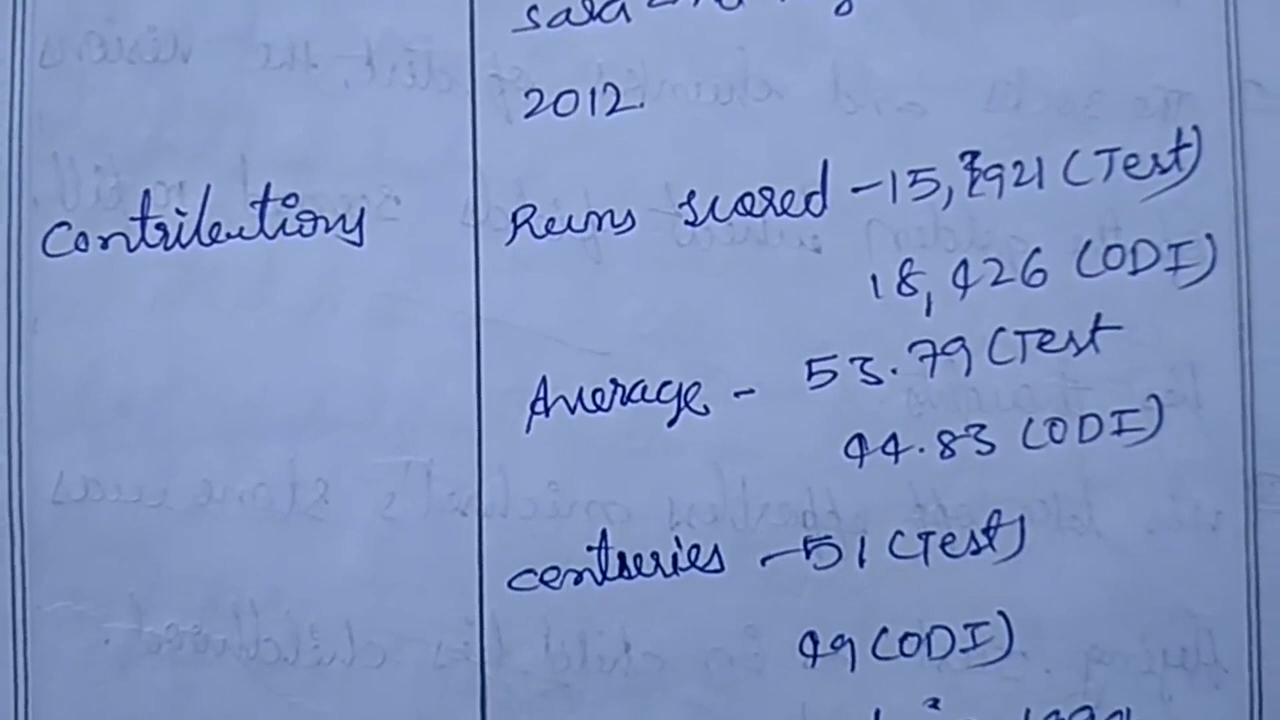 2012.
Contributions
Runs scored - 15,921 (Test)
18,426 (ODI)
Average - 53.79 (Test
44.83 (ODI)
centuries - 51 (Test)
49 (ODI)